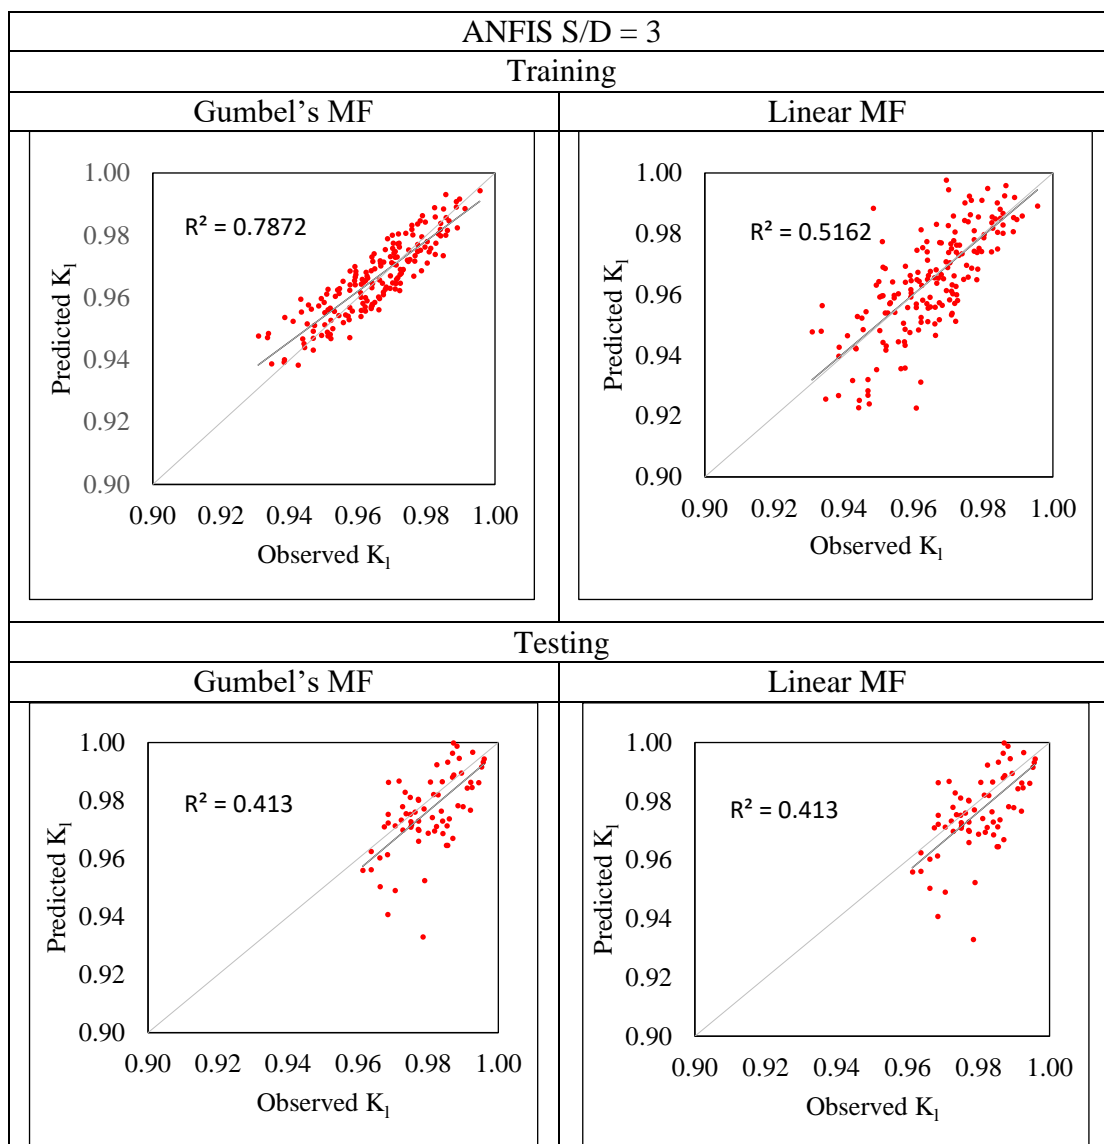 ANFIS S/D = 3
Training
Gumbel’s MF
Linear MF
1.00
0.98
0.96
0.94
0.92
0.90
Predicted Kl
R² = 0.7872
0.90 0.92 0.94 0.96 0.98 1.00
Observed Kl
1.00
0.98
0.96
0.94
0.92
0.90
Predicted Kl
R² = 0.5162
0.90 0.92 0.94 0.96 0.98 1.00
Observed Kl
Testing
Gumbel’s MF
Linear MF
1.00
0.98
0.96
0.94
0.92
0.90
Predicted Kl
R² = 0.413
0.90 0.92 0.94 0.96 0.98 1.00
Observed Kl
1.00
0.98
0.96
0.94
0.92
0.90
Predicted Kl
R² = 0.413
0.90 0.92 0.94 0.96 0.98 1.00
Observed Kl